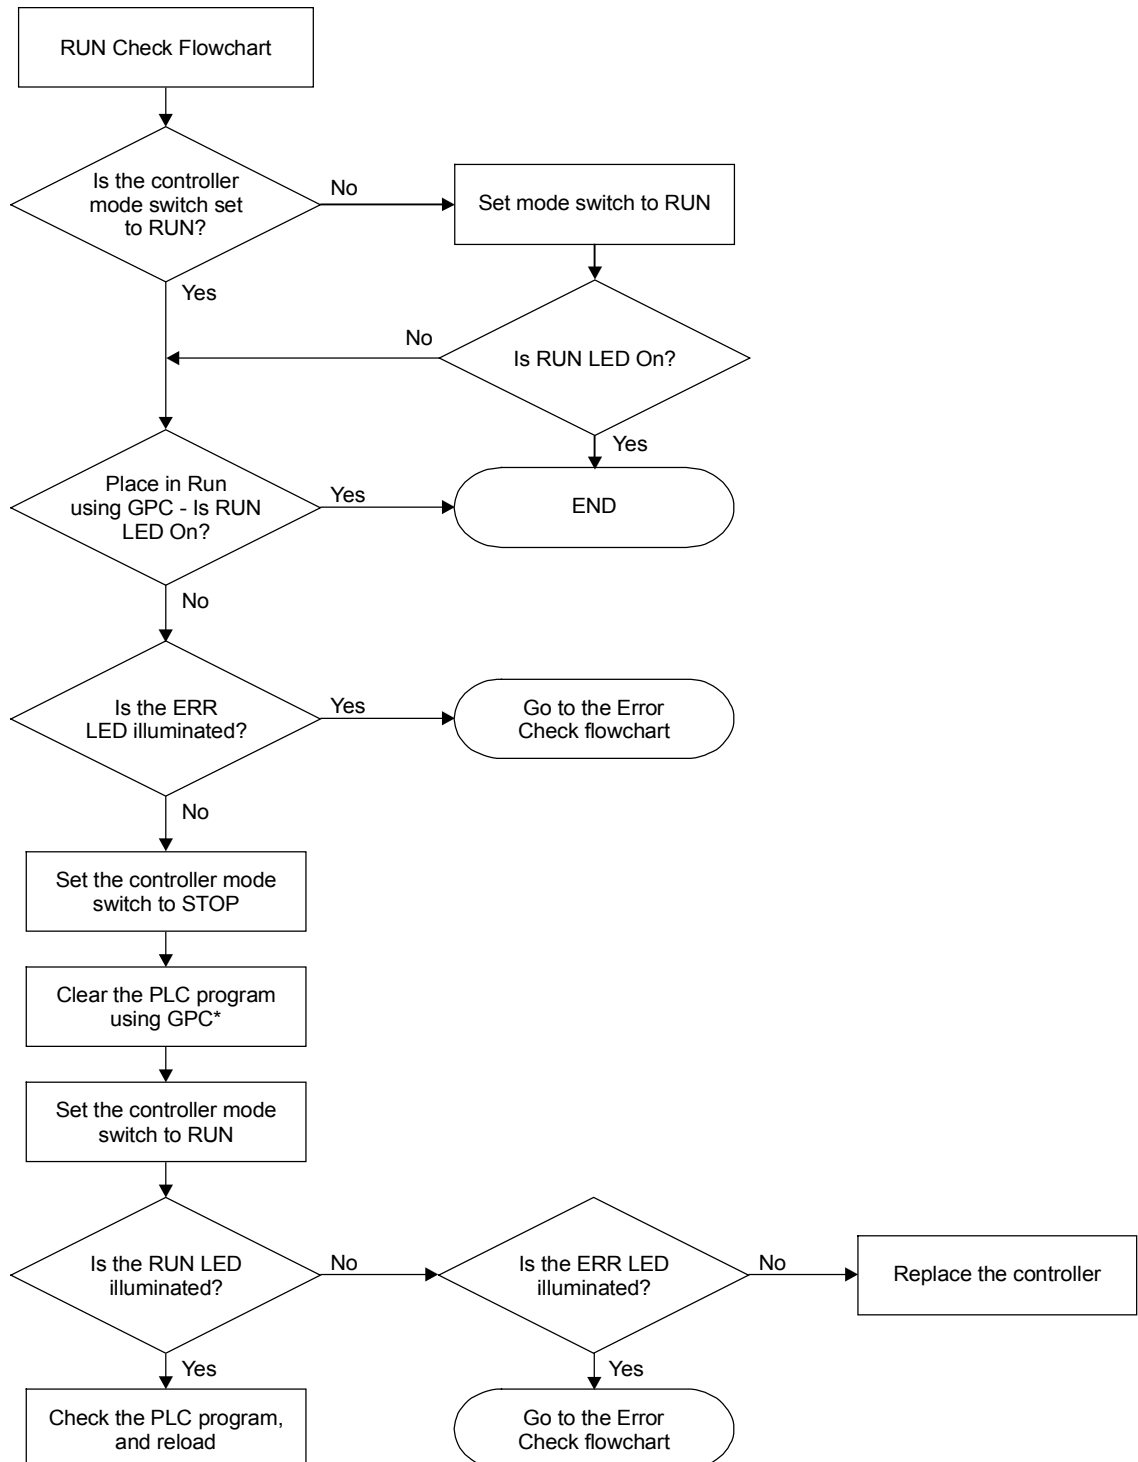 RUN Check Flowchart
Is the controller
mode switch set
to RUN?
No
Set mode switch to RUN
Yes
No
Is RUN LED On?
Yes
Place in Run
using GPC - Is RUN
LED On?
Yes
END
No
Is the ERR
LED illuminated?
Yes
Go to the Error
Check flowchart
No
Set the controller mode
switch to STOP
Clear the PLC program
using GPC*
Set the controller mode
switch to RUN
Is the RUN LED
illuminated?
No
Is the ERR LED
illuminated?
No
Replace the controller
Yes
Yes
Check the PLC program,
and reload
Go to the Error
Check flowchart